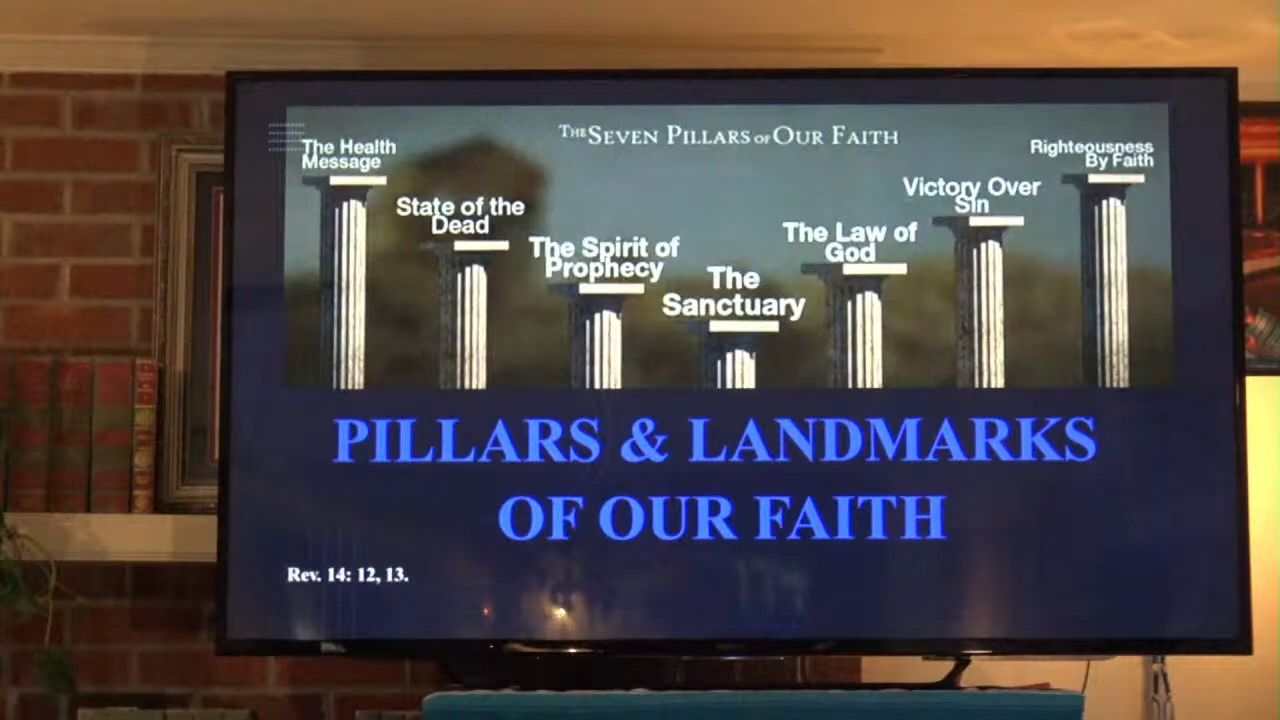 THE SEVEN PILLARS OF OUR FAITH
The Health
Message
State of the
Dead
The Spirit of
Prophecy
The
Sanctuary
The Law of
God
Victory Over
Sin
Righteousness
By Faith
PILLARS & LANDMARKS
OF OUR FAITH
Rev. 14: 12, 13.